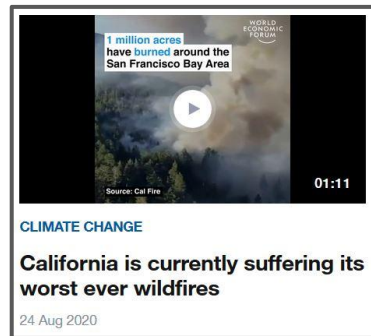 WORLD
ECONOMIC
FORUM
1 million acres
have burned around the
San Francisco Bay Area
Source: Cal Fire
01:11
CLIMATE CHANGE
California is currently suffering its
worst ever wildfires
24 Aug 2020